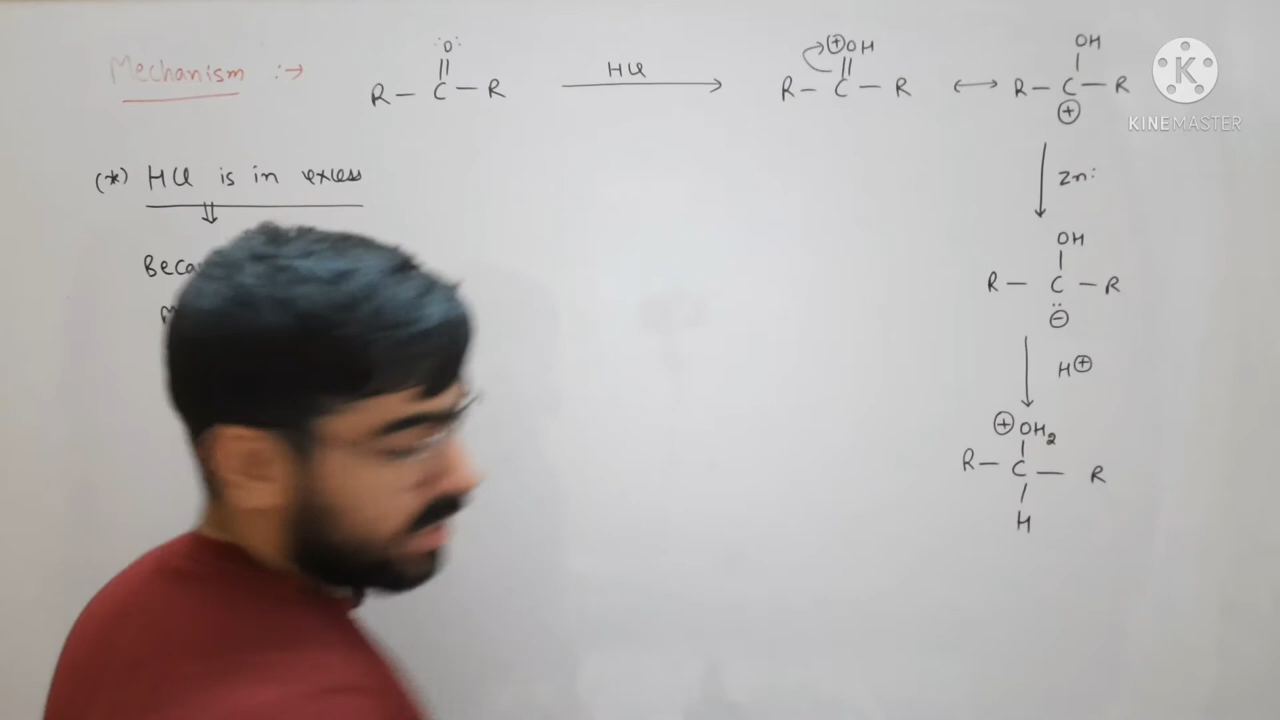 Mechanism :→
:O:
||
R — C — R
HCl
⊕OH
||
R — C — R
↔
OH
|
R — C — R
⊕
K
KINEMASTER
(*) HCl is in excess
⇓
Zn:
OH
|
R — C — R
..
⊖
H⊕
⊕ OH2
|
R — C — R
|
H